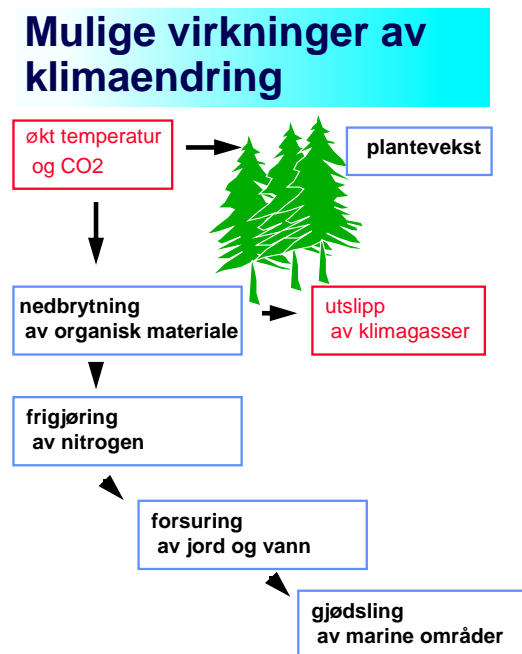 Mulige virkninger av
klimaendring
økt temperatur
og CO2
plantevekst
nedbrytning
av organisk materiale
utslipp
av klimagasser
frigjøring
av nitrogen
forsuring
av jord og vann
gjødsling
av marine områder